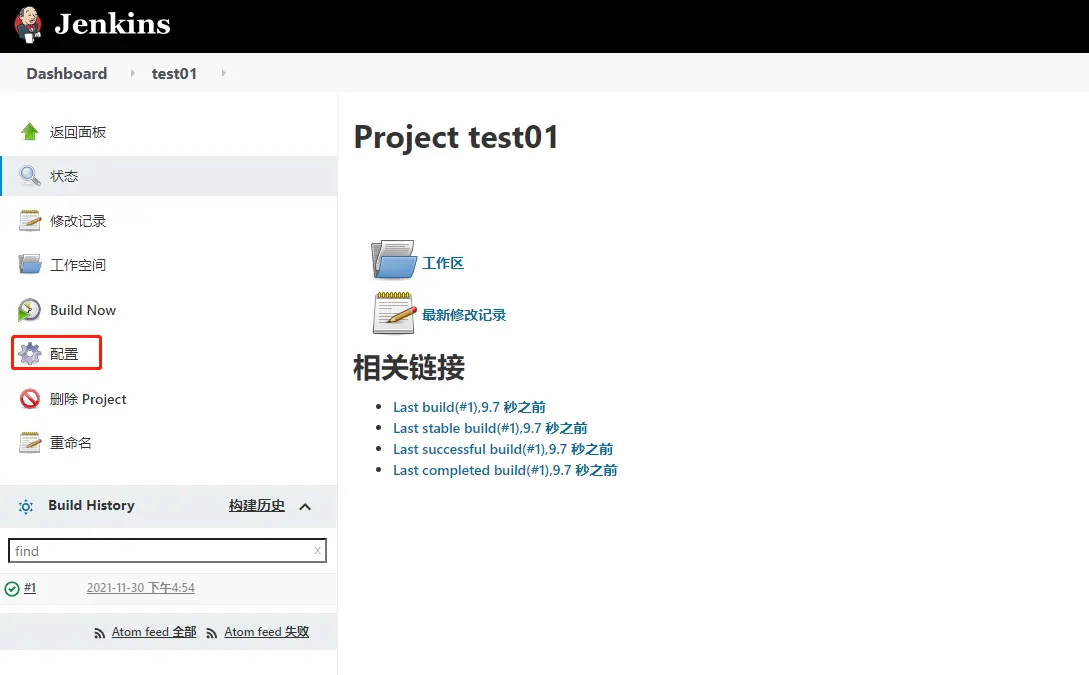 Jenkins
Dashboard test01
返回面板
状态
修改记录
工作空间
Build Now
配置
删除 Project
重命名
Build History 构建历史
find x
#1 2021-11-30 下午4:54
Atom feed 全部 Atom feed 失败
Project test01
工作区
最新修改记录
相关链接
Last build(#1),9.7 秒之前
Last stable build(#1),9.7 秒之前
Last successful build(#1),9.7 秒之前
Last completed build(#1),9.7 秒之前